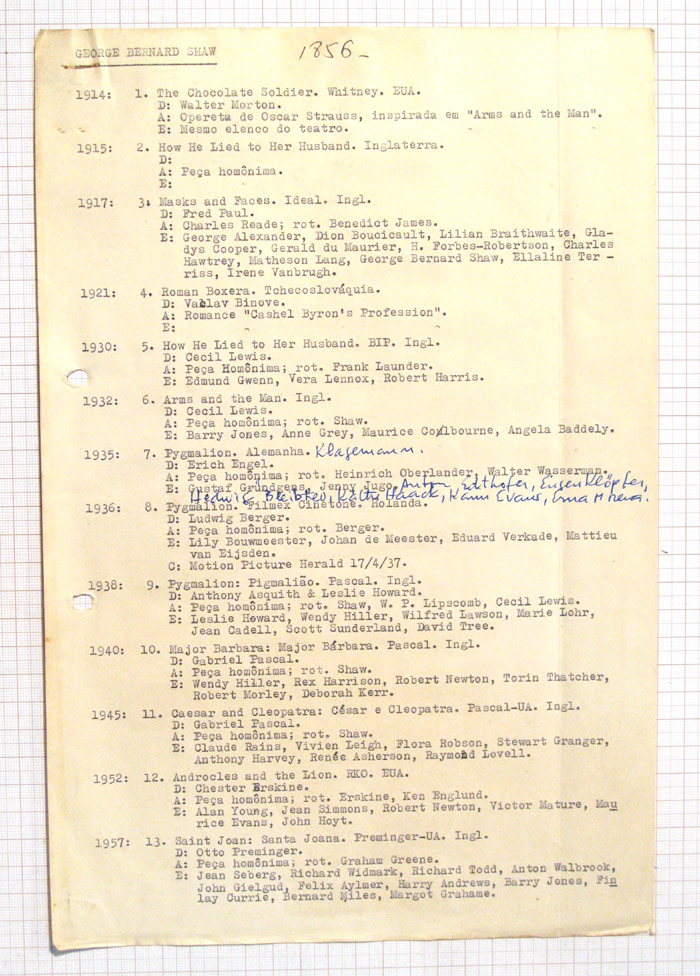 GEORGE BERNARD SHAW
1856_
1914: 1. The Chocolate Soldier. Whitney. EUA.
D: Walter Morton.
A: Opereta de Oscar Strauss, inspirada em "Arms and the Man".
E: Mesmo elenco do teatro.
1915: 2. How He Lied to Her Husband. Inglaterra.
D:
A: Peça homônima.
E:
1917: 3. Masks and Faces. Ideal. Ingl.
D: Fred Paul.
A: Charles Reade; rot. Benedict James.
E: George Alexander, Dion Boucicault, Lilian Braithwaite, Gla-
dys Cooper, Gerald du Maurier, H. Forbes-Robertson, Charles
Hawtrey, Matheson Lang, George Bernard Shaw, Ellaline Ter-
riss, Irene Vanbrugh.
1921: 4. Roman Boxera. Tchecoslováquia.
D: Vaclav Binove.
A: Romance "Cashel Byron's Profession".
E:
1930: 5. How He Lied to Her Husband. BIP. Ingl.
D: Cecil Lewis.
A: Peça Homônima; rot. Frank Launder.
E: Edmund Gwenn, Vera Lennox, Robert Harris.
1932: 6. Arms and the Man. Ingl.
D: Cecil Lewis.
A: Peça homônima; rot. Shaw.
E: Barry Jones, Anne Grey, Maurice Colbourne, Angela Baddely.
1935: 7. Pygmalion. Alemanha. Klagemann.
D: Erich Engel.
A: Peça homônima; rot. Heinrich Oberlander, Walter Wasserman.
E: Gustaf Gründgens, Jenny Jugo, Anton Edthofer, Eugen Klöpfer,
Hedwig Bleibtreu, Käthe Haack, Karin Evans, Erna Morena.
1936: 8. Pygmalion. Filmex Cinetone. Holanda.
D: Ludwig Berger.
A: Peça homônima; rot. Berger.
E: Lily Bouwmeester, Johan de Meester, Eduard Verkade, Mattieu
van Eijsden.
C: Motion Picture Herald 17/4/37.
1938: 9. Pygmalion: Pigmalião. Pascal. Ingl.
D: Anthony Asquith & Leslie Howard.
A: Peça homônima; rot. Shaw, W. P. Lipscomb, Cecil Lewis.
E: Leslie Howard, Wendy Hiller, Wilfred Lawson, Marie Lohr,
Jean Cadell, Scott Sunderland, David Tree.
1940: 10. Major Barbara: Major Bárbara. Pascal. Ingl.
D: Gabriel Pascal.
A: Peça homônima; rot. Shaw.
E: Wendy Hiller, Rex Harrison, Robert Newton, Torin Thatcher,
Robert Morley, Deborah Kerr.
1945: 11. Caesar and Cleopatra: César e Cleopatra. Pascal-UA. Ingl.
D: Gabriel Pascal.
A: Peça homônima; rot. Shaw.
E: Claude Rains, Vivien Leigh, Flora Robson, Stewart Granger,
Anthony Harvey, Renée Asherson, Raymond Lovell.
1952: 12. Androcles and the Lion. RKO. EUA.
D: Chester Erskine.
A: Peça homônima; rot. Erskine, Ken Englund.
E: Alan Young, Jean Simmons, Robert Newton, Victor Mature, Mau
rice Evans, John Hoyt.
1957: 13. Saint Joan: Santa Joana. Preminger-UA. Ingl.
D: Otto Preminger.
A: Peça homônima; rot. Graham Greene.
E: Jean Seberg, Richard Widmark, Richard Todd, Anton Walbrook,
John Gielgud, Felix Aylmer, Harry Andrews, Barry Jones, Fin
lay Currie, Bernard Miles, Margot Grahame.